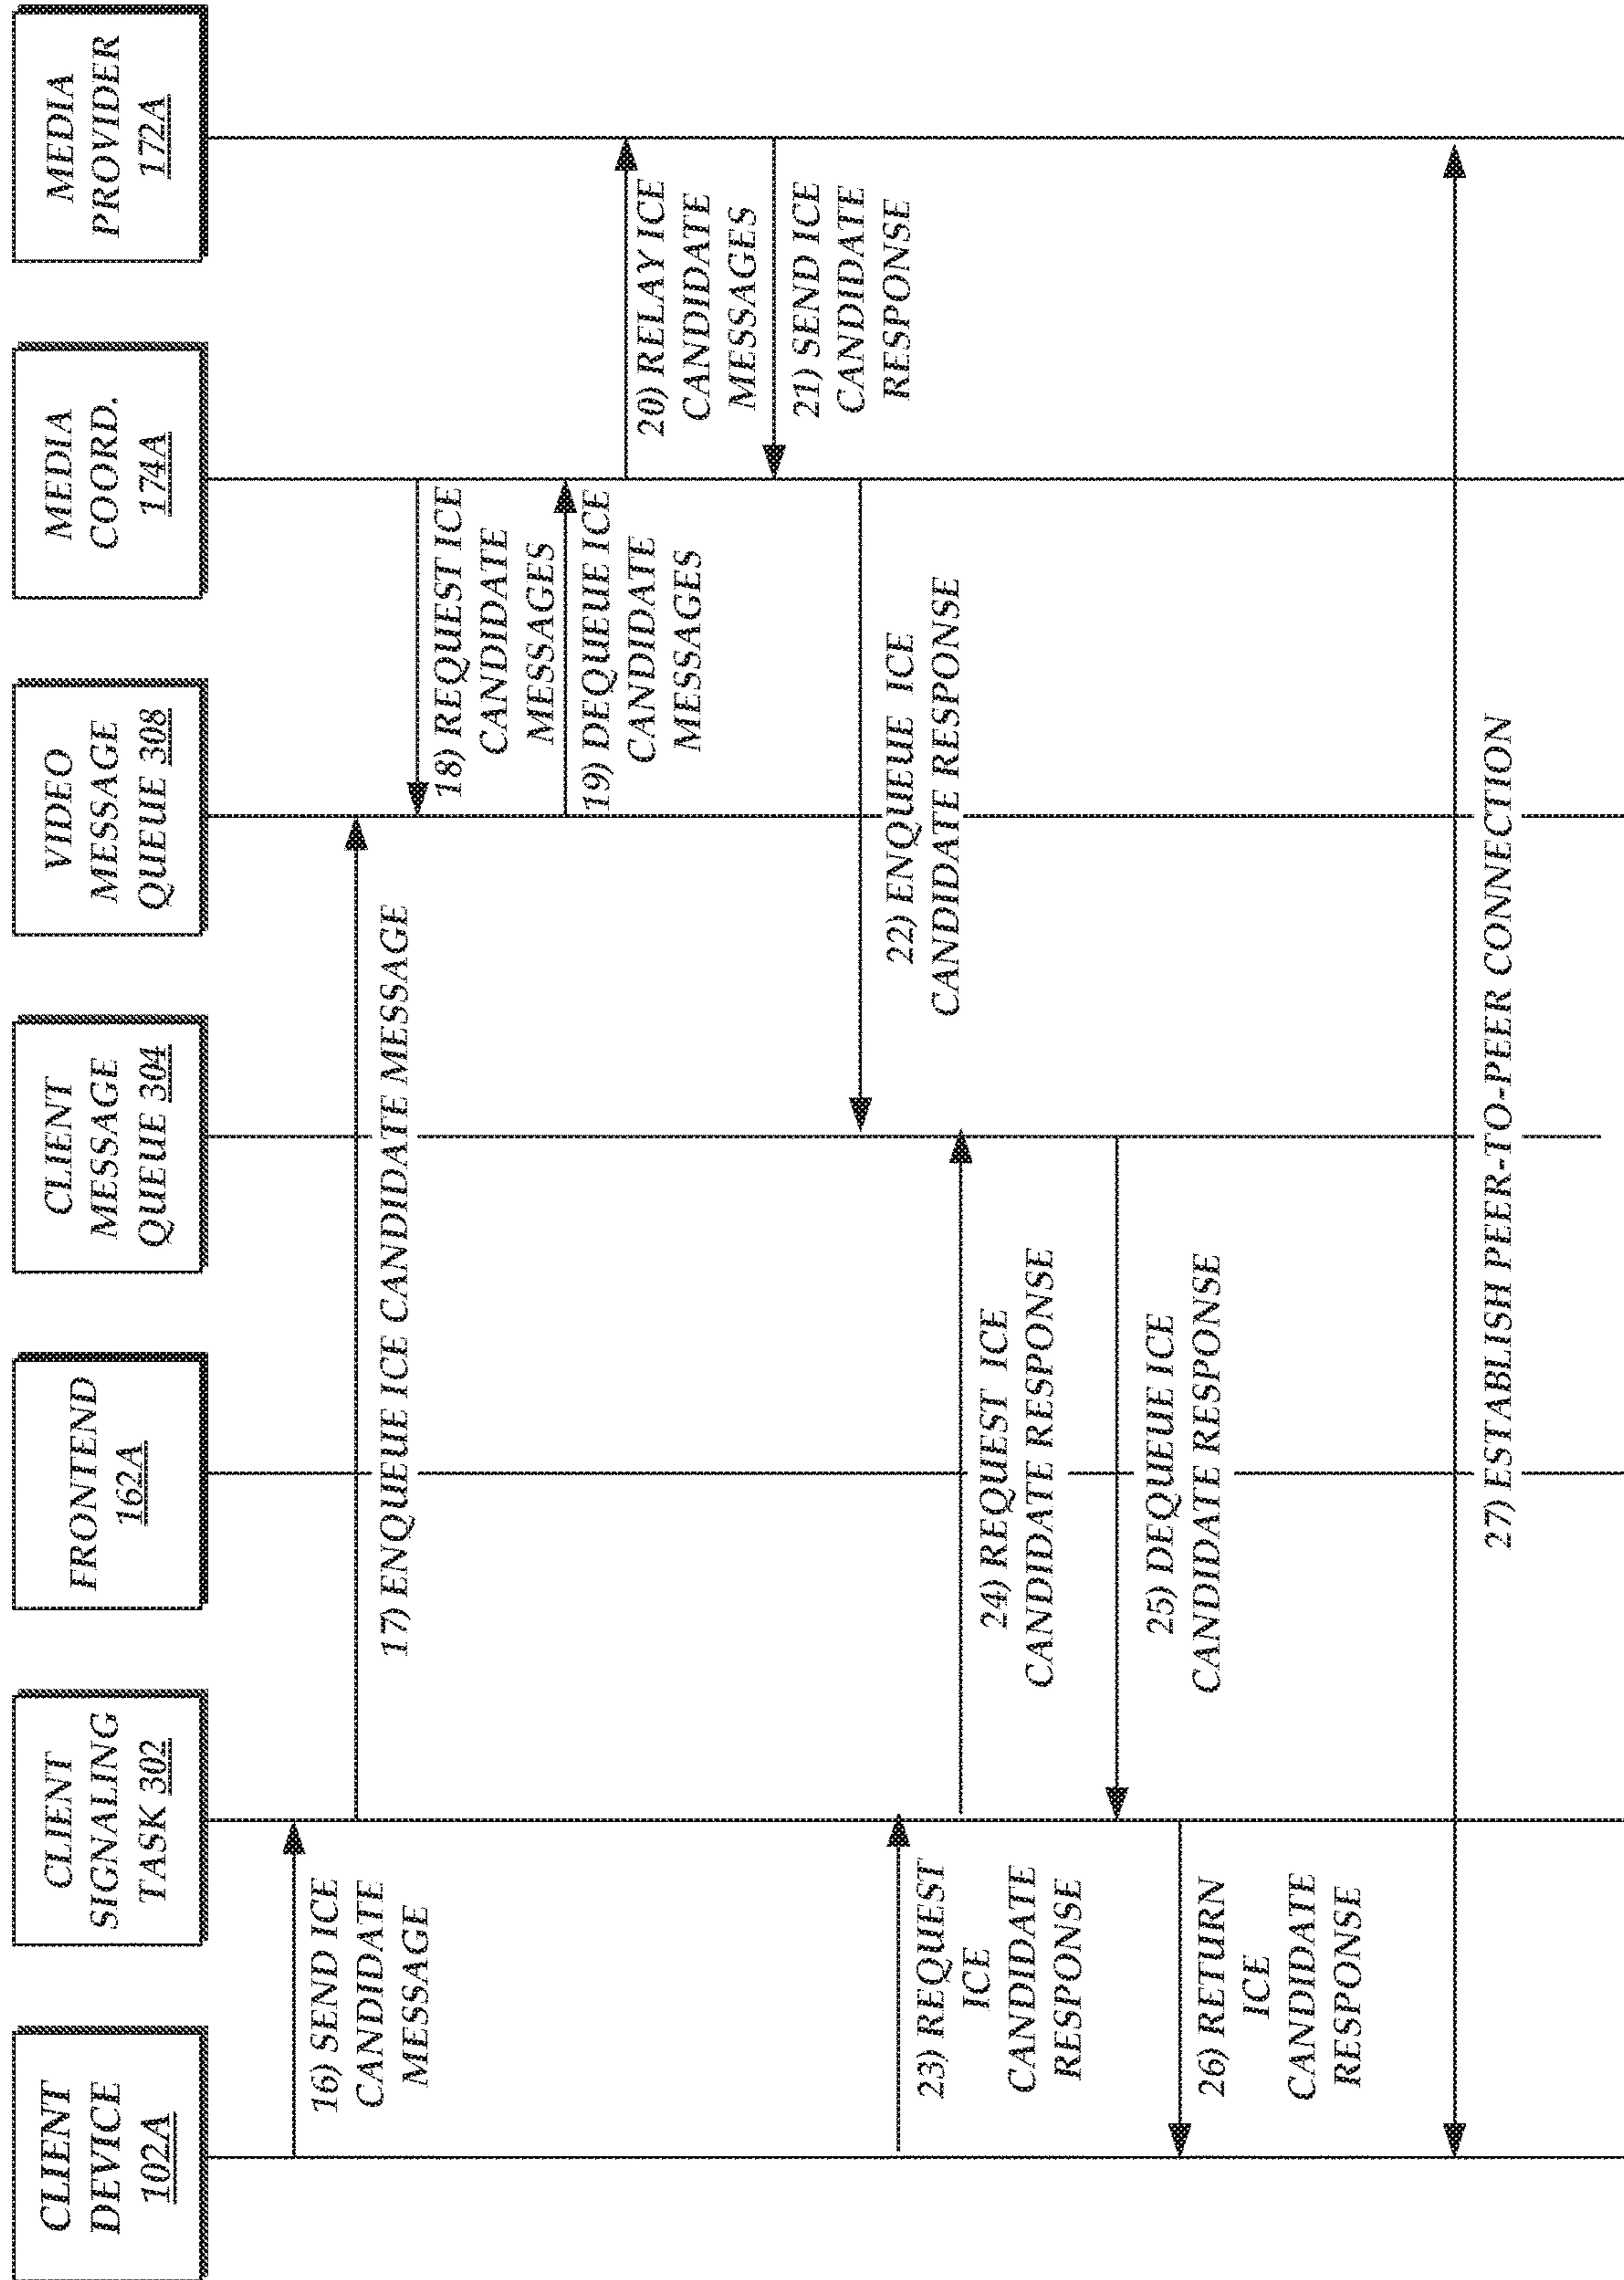 CLIENT
DEVICE
102A
CLIENT
SIGNALING
TASK 302
FRONTEND
162A
CLIENT
MESSAGE
QUEUE 304
VIDEO
MESSAGE
QUEUE 308
MEDIA
COORD.
174A
MEDIA
PROVIDER
172A
16) SEND ICE
CANDIDATE
MESSAGE
17) ENQUEUE ICE CANDIDATE MESSAGE
18) REQUEST ICE
CANDIDATE
MESSAGES
19) DEQUEUE ICE
CANDIDATE
MESSAGES
20) RELAY ICE
CANDIDATE
MESSAGES
21) SEND ICE
CANDIDATE
RESPONSE
22) ENQUEUE ICE
CANDIDATE RESPONSE
23) REQUEST
ICE
CANDIDATE
RESPONSE
24) REQUEST ICE
CANDIDATE RESPONSE
25) DEQUEUE ICE
CANDIDATE RESPONSE
26) RETURN
ICE
CANDIDATE
RESPONSE
27) ESTABLISH PEER-TO-PEER CONNECTION